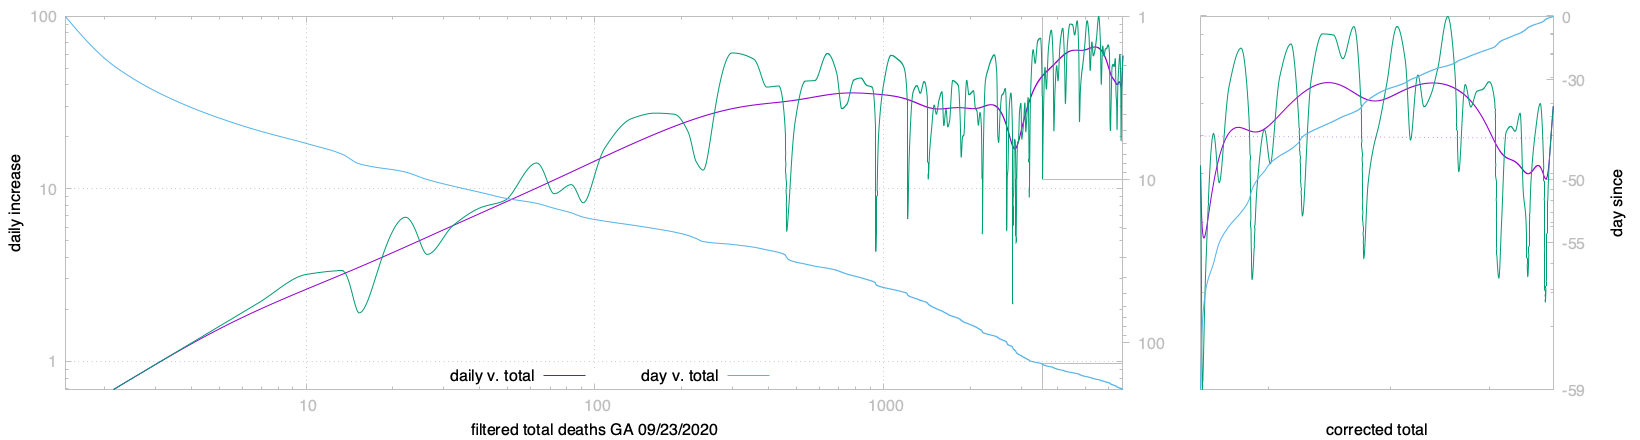 100
10
1
daily increase
10
100
1000
filtered total deaths GA 09/23/2020
daily v. total
day v. total
1
10
100
0
-30
-50
-55
-59
day since
corrected total